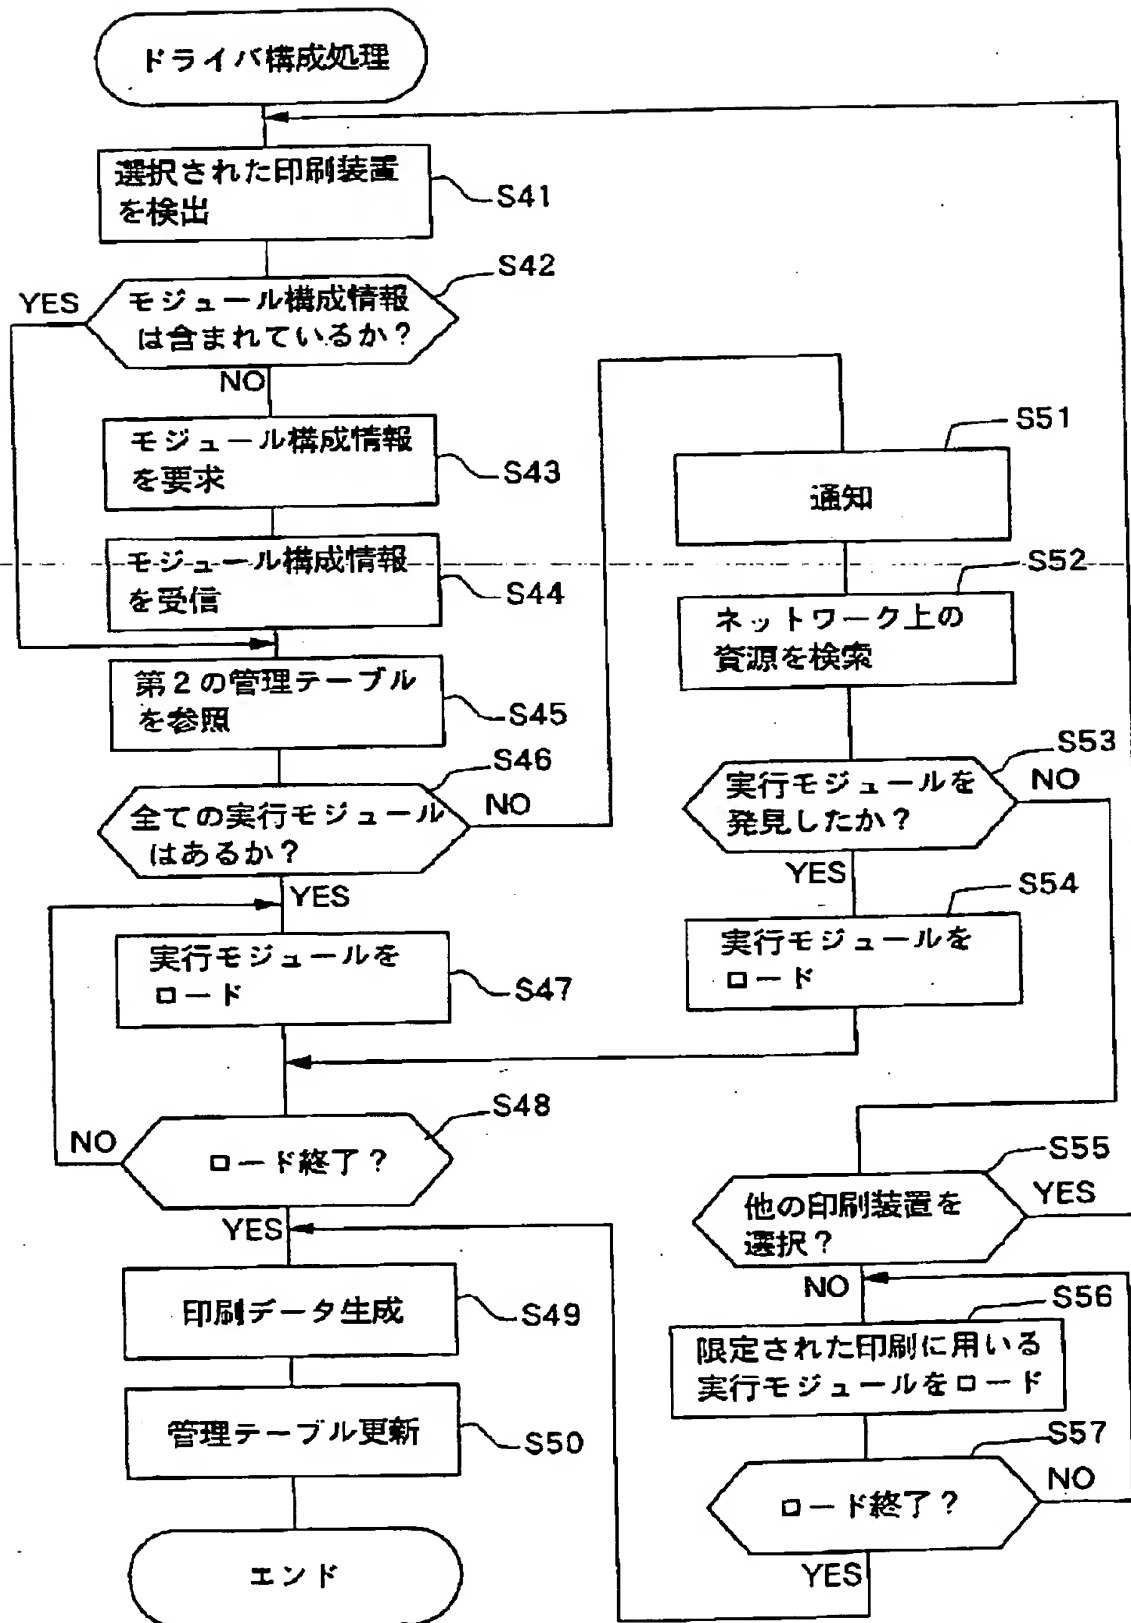 ドライバ構成処理
選択された印刷装置
を検出
S41
S42
YES
モジュール構成情報
は含まれているか？
NO
モジュール構成情報
を要求
S43
モジュール構成情報
を受信
S44
第２の管理テーブル
を参照
S45
S46
全ての実行モジュール
はあるか？
NO
YES
実行モジュールを
ロード
S47
S48
NO
ロード終了？
YES
印刷データ生成
S49
管理テーブル更新
S50
エンド
S51
通知
S52
ネットワーク上の
資源を検索
S53
実行モジュールを
発見したか？
NO
YES
S54
実行モジュールを
ロード
S55
他の印刷装置を
選択？
YES
NO
S56
限定された印刷に用いる
実行モジュールをロード
S57
ロード終了？
NO
YES